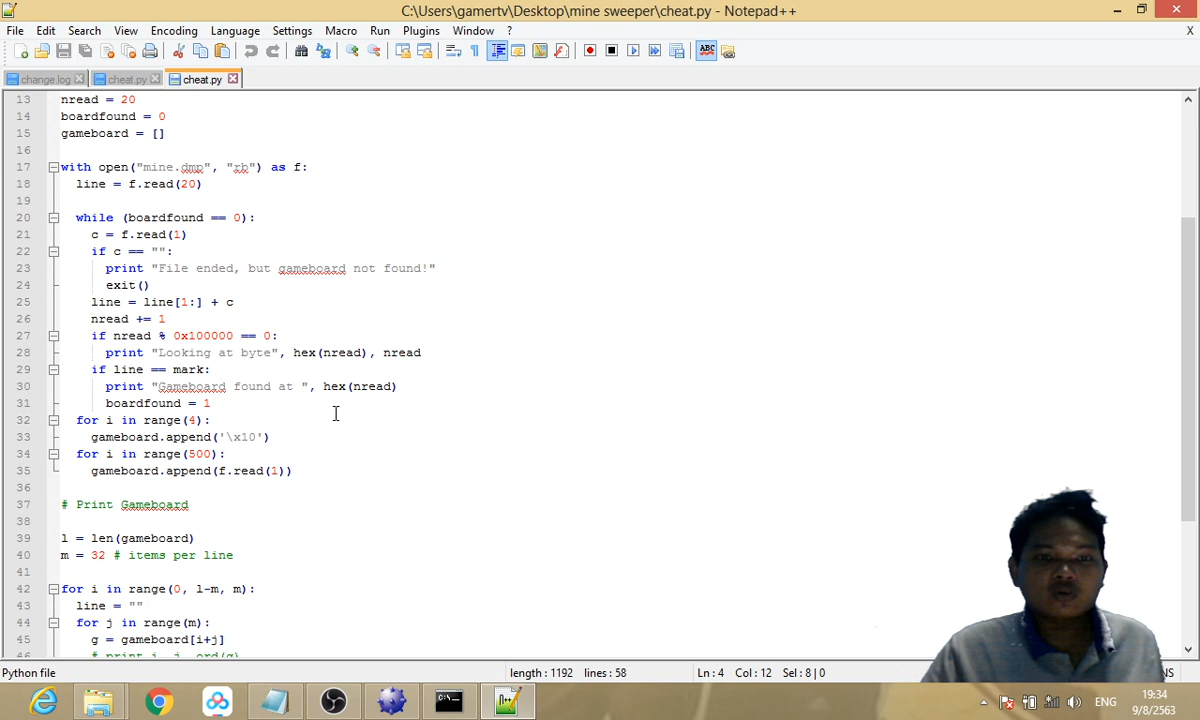 C:\Users\gamertv\Desktop\mine sweeper\cheat.py - Notepad++
File Edit Search View Encoding Language Settings Macro Run Plugins Window ? X
change.log cheat.py cheat.py
13 nread = 20
14 boardfound = 0
15 gameboard = []
16
17 with open("mine.dmp", "rb") as f:
18 line = f.read(20)
19
20 while (boardfound == 0):
21 c = f.read(1)
22 if c == "":
23 print "File ended, but gameboard not found!"
24 exit()
25 line = line[1:] + c
26 nread += 1
27 if nread % 0x100000 == 0:
28 print "Looking at byte", hex(nread), nread
29 if line == mark:
30 print "Gameboard found at ", hex(nread)
31 boardfound = 1
32 for i in range(4):
33 gameboard.append('\x10')
34 for i in range(500):
35 gameboard.append(f.read(1))
36
37 # Print Gameboard
38
39 l = len(gameboard)
40 m = 32 # items per line
41
42 for i in range(0, l-m, m):
43 line = ""
44 for j in range(m):
45 g = gameboard[i+j]
46 # print i, j, ord(g)
Python file length : 1192 lines : 58 Ln : 4 Col : 12 Sel : 8 | 0 NS
ENG
19:34
9/8/2563